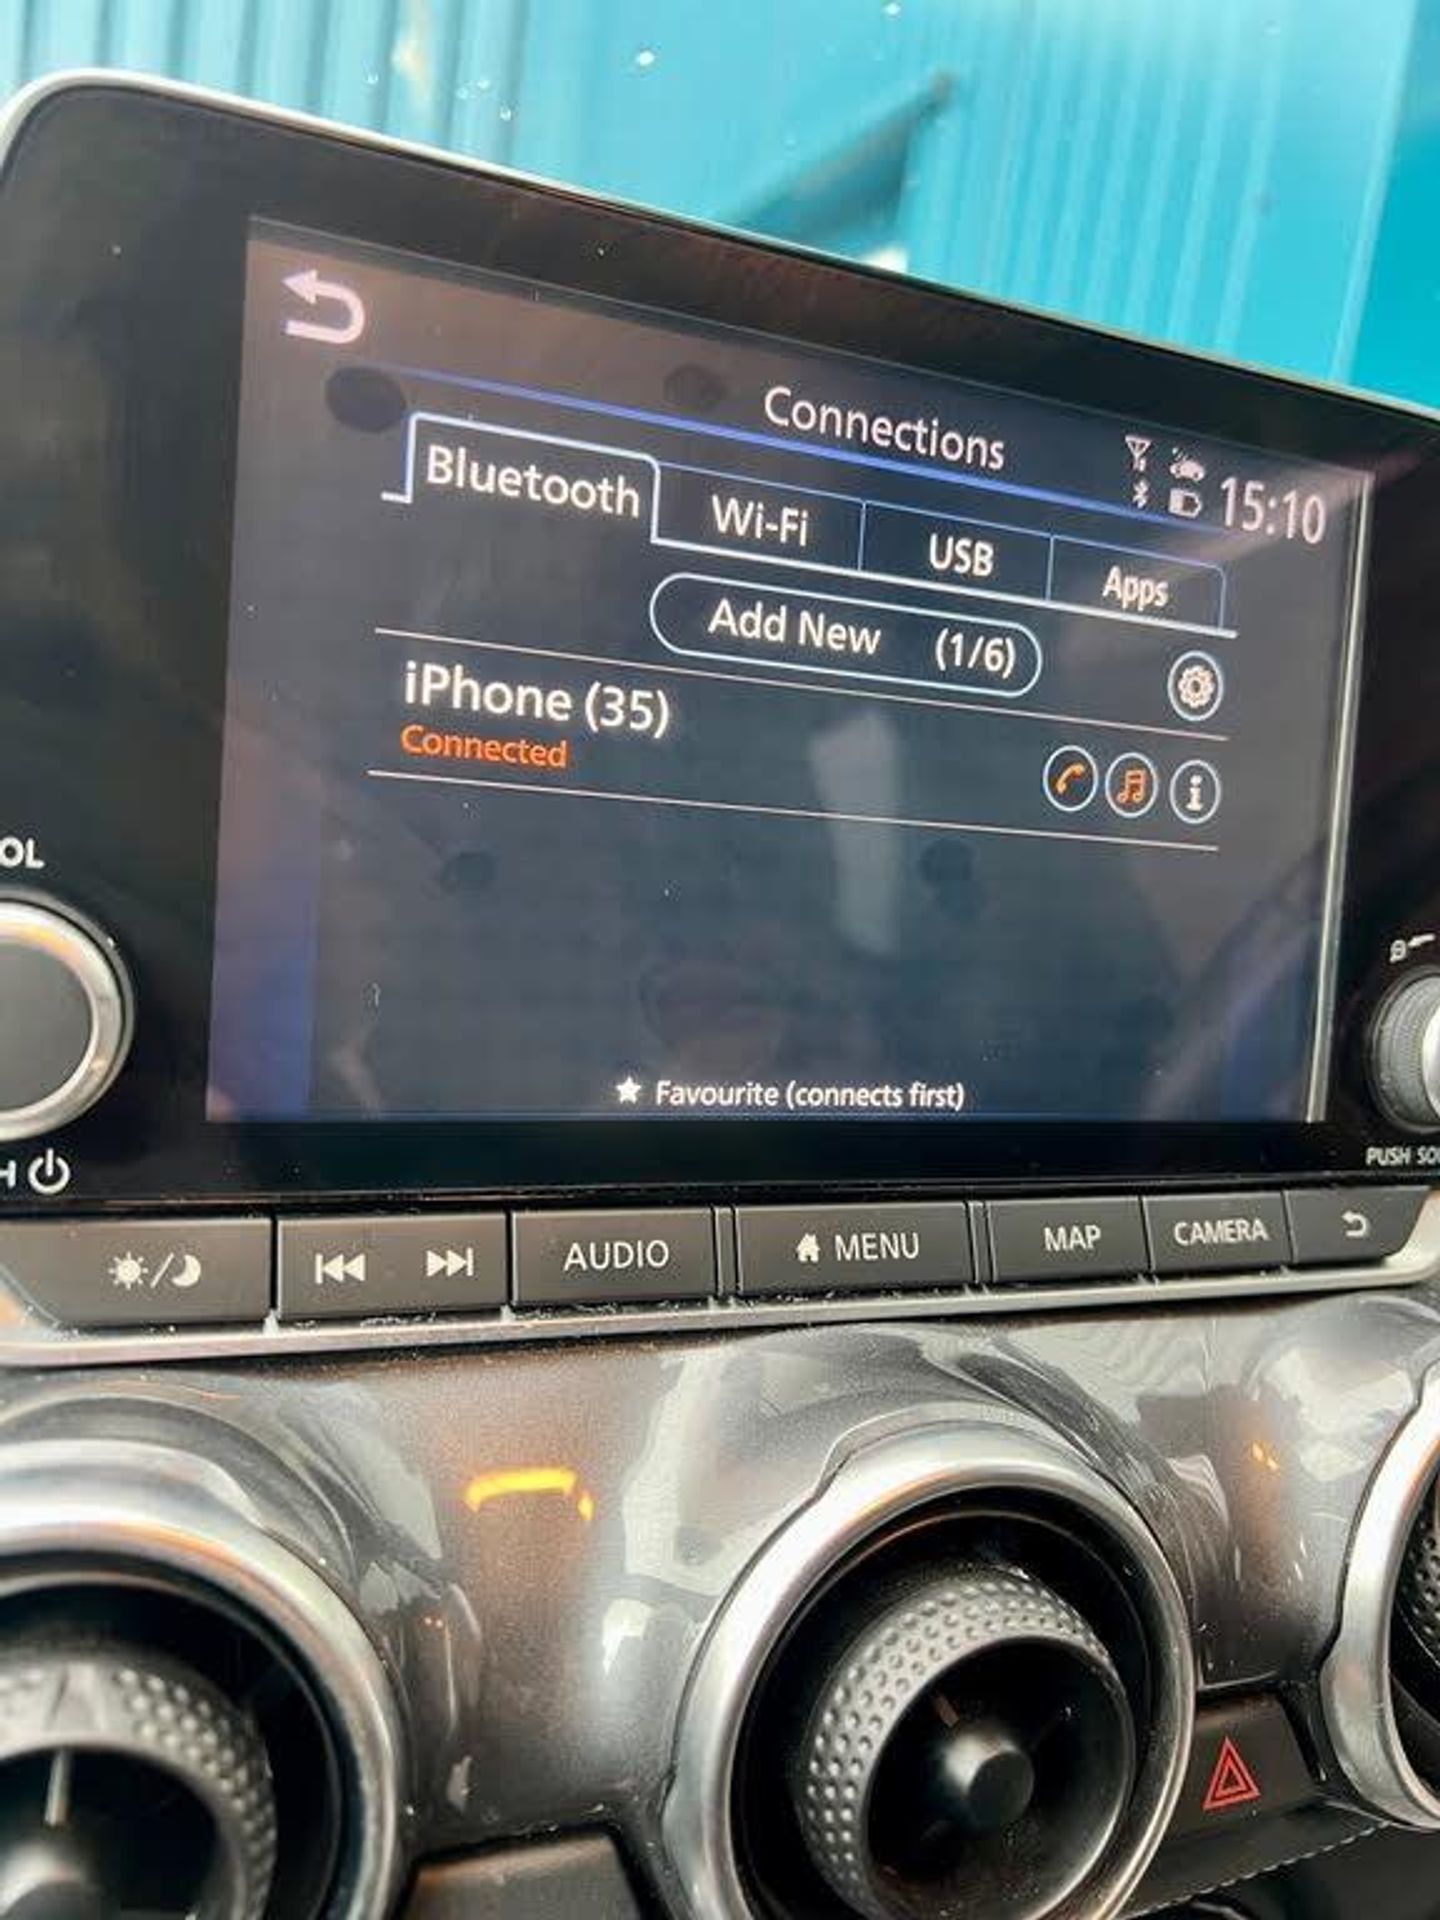 Connections
15:10
Bluetooth
Wi-Fi
USB
Apps
Add New (1/6)
iPhone (35)
Connected
Favourite (connects first)
OL
H
PUSH SO
AUDIO
MENU
MAP
CAMERA